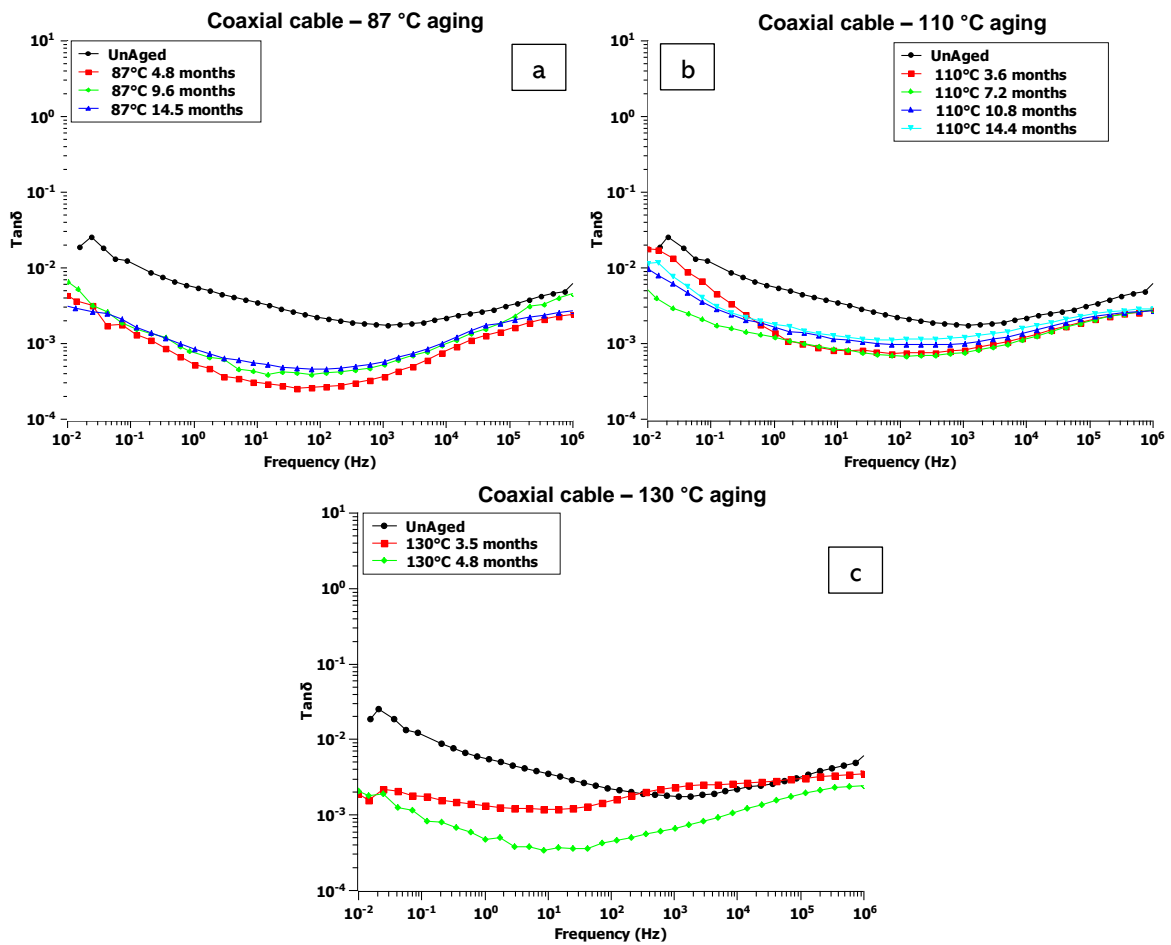 Coaxial cable – 87 °C aging
10¹
UnAged
87°C 4.8 months
87°C 9.6 months
87°C 14.5 months
a
10⁰
10⁻¹
Tanδ
10⁻²
10⁻³
10⁻⁴
10⁻² 10⁻¹ 10⁰ 10¹ 10² 10³ 10⁴ 10⁵ 10⁶
Frequency (Hz)
Coaxial cable – 110 °C aging
10¹
b
UnAged
110°C 3.6 months
110°C 7.2 months
110°C 10.8 months
110°C 14.4 months
10⁰
10⁻¹
Tanδ
10⁻²
10⁻³
10⁻⁴
10⁻² 10⁻¹ 10⁰ 10¹ 10² 10³ 10⁴ 10⁵ 10⁶
Frequency (Hz)
Coaxial cable – 130 °C aging
10¹
UnAged
130°C 3.5 months
130°C 4.8 months
c
10⁰
10⁻¹
Tanδ
10⁻²
10⁻³
10⁻⁴
10⁻² 10⁻¹ 10⁰ 10¹ 10² 10³ 10⁴ 10⁵ 10⁶
Frequency (Hz)